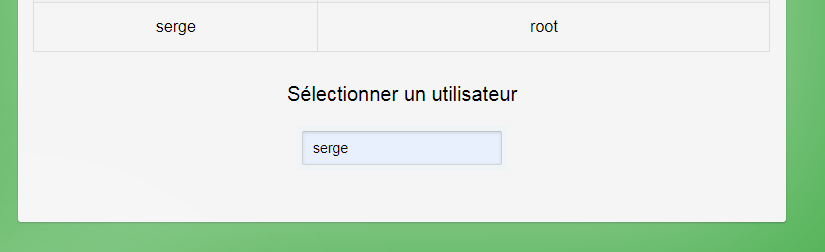 serge root
Sélectionner un utilisateur
serge